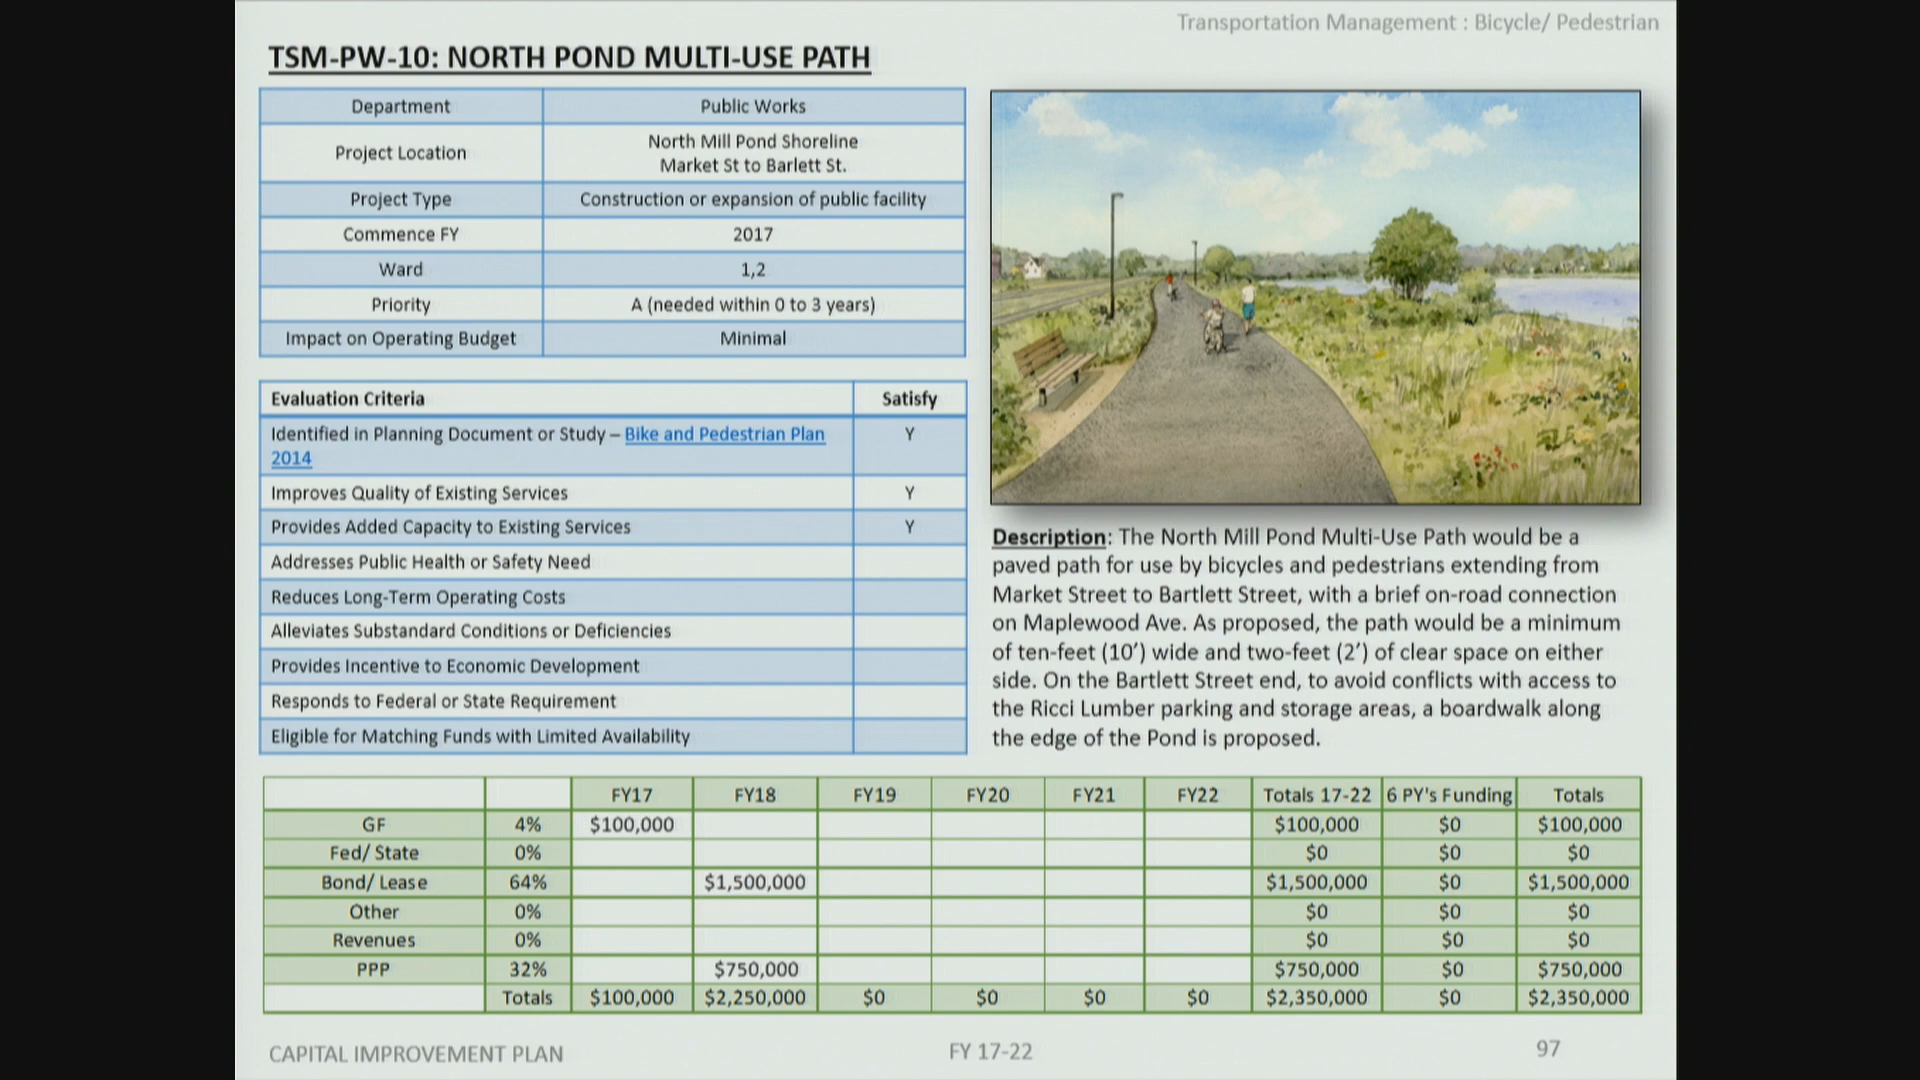 Transportation Management : Bicycle/ Pedestrian
TSM-PW-10: NORTH POND MULTI-USE PATH
Department Public Works
Project Location North Mill Pond Shoreline
Market St to Barlett St.
Project Type Construction or expansion of public facility
Commence FY 2017
Ward 1,2
Priority A (needed within 0 to 3 years)
Impact on Operating Budget Minimal
Evaluation Criteria Satisfy
Identified in Planning Document or Study – Bike and Pedestrian Plan Y
2014
Improves Quality of Existing Services Y
Provides Added Capacity to Existing Services Y
Addresses Public Health or Safety Need
Reduces Long-Term Operating Costs
Alleviates Substandard Conditions or Deficiencies
Provides Incentive to Economic Development
Responds to Federal or State Requirement
Eligible for Matching Funds with Limited Availability
Description: The North Mill Pond Multi-Use Path would be a
paved path for use by bicycles and pedestrians extending from
Market Street to Bartlett Street, with a brief on-road connection
on Maplewood Ave. As proposed, the path would be a minimum
of ten-feet (10’) wide and two-feet (2’) of clear space on either
side. On the Bartlett Street end, to avoid conflicts with access to
the Ricci Lumber parking and storage areas, a boardwalk along
the edge of the Pond is proposed.
FY17 FY18 FY19 FY20 FY21 FY22 Totals 17-22 6 PY's Funding Totals
GF 4% $100,000 $100,000 $0 $100,000
Fed/ State 0% $0 $0 $0
Bond/ Lease 64% $1,500,000 $1,500,000 $0 $1,500,000
Other 0% $0 $0 $0
Revenues 0% $0 $0 $0
PPP 32% $750,000 $750,000 $0 $750,000
Totals $100,000 $2,250,000 $0 $0 $0 $0 $2,350,000 $0 $2,350,000
CAPITAL IMPROVEMENT PLAN FY 17-22 97